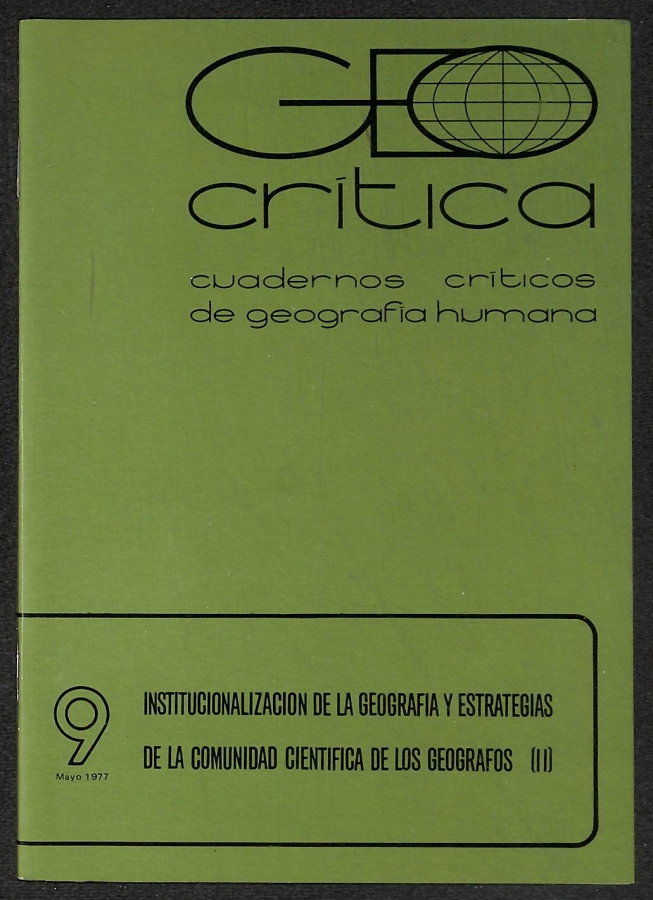 GEO
crítica
cuadernos críticos
de geografía humana
9
Mayo 1977
INSTITUCIONALIZACION DE LA GEOGRAFIA Y ESTRATEGIAS
DE LA COMUNIDAD CIENTIFICA DE LOS GEOGRAFOS (II)